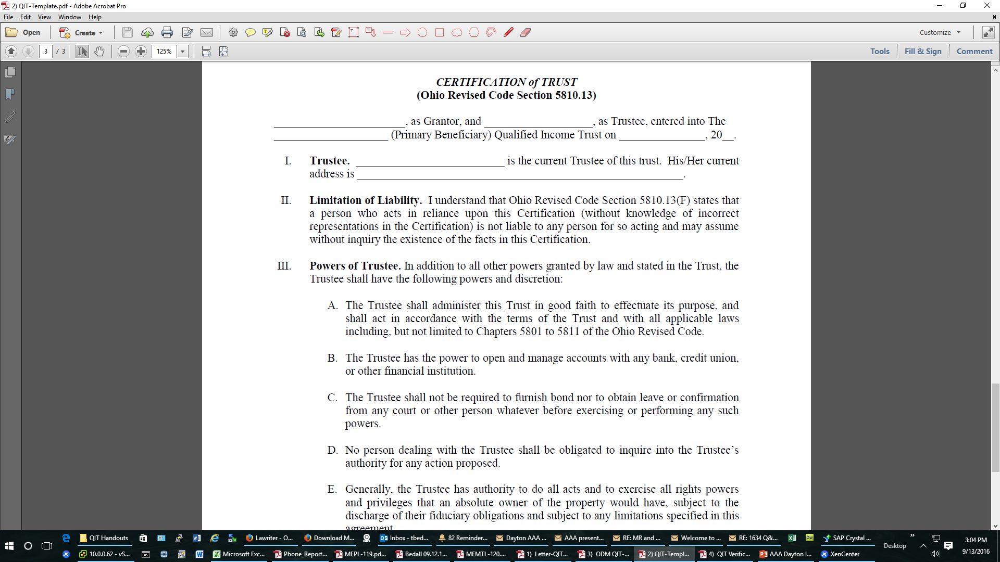 2) QIT-Template.pdf - Adobe Acrobat Pro
File Edit View Window Help
Open Create Customize
3 / 3 125% Tools Fill & Sign Comment
CERTIFICATION of TRUST
(Ohio Revised Code Section 5810.13)
_______________________, as Grantor, and ___________________, as Trustee, entered into The
____________________ (Primary Beneficiary) Qualified Income Trust on _______________, 20__.
I. Trustee. __________________________ is the current Trustee of this trust. His/Her current
address is _________________________________________________________.
II. Limitation of Liability. I understand that Ohio Revised Code Section 5810.13(F) states that
a person who acts in reliance upon this Certification (without knowledge of incorrect
representations in the Certification) is not liable to any person for so acting and may assume
without inquiry the existence of the facts in this Certification.
III. Powers of Trustee. In addition to all other powers granted by law and stated in the Trust, the
Trustee shall have the following powers and discretion:
A. The Trustee shall administer this Trust in good faith to effectuate its purpose, and
shall act in accordance with the terms of the Trust and with all applicable laws
including, but not limited to Chapters 5801 to 5811 of the Ohio Revised Code.
B. The Trustee has the power to open and manage accounts with any bank, credit union,
or other financial institution.
C. The Trustee shall not be required to furnish bond nor to obtain leave or confirmation
from any court or other person whatever before exercising or performing any such
powers.
D. No person dealing with the Trustee shall be obligated to inquire into the Trustee’s
authority for any action proposed.
E. Generally, the Trustee has authority to do all acts and to exercise all rights powers
and privileges that an absolute owner of the property would have, subject to the
discharge of their fiduciary obligations and subject to any limitations specified in this
agreement
QIT Handouts Lawriter - O... Download M... Inbox - tbed... 82 Reminder... Dayton AAA ... AAA present... RE: MR and ... Welcome to ... RE: 1634 Q&... SAP Crystal ...
10.0.0.62 - vS... Microsoft Exc... Phone_Report... MEPL-119.pd... Bedall 09.12.1... MEMTL-120.... 1) Letter-QIT... 3) ODM QIT-... 2) QIT-Templ... 4) QIT Verific... AAA Dayton I... XenCenter
Desktop
3:04 PM
9/13/2016